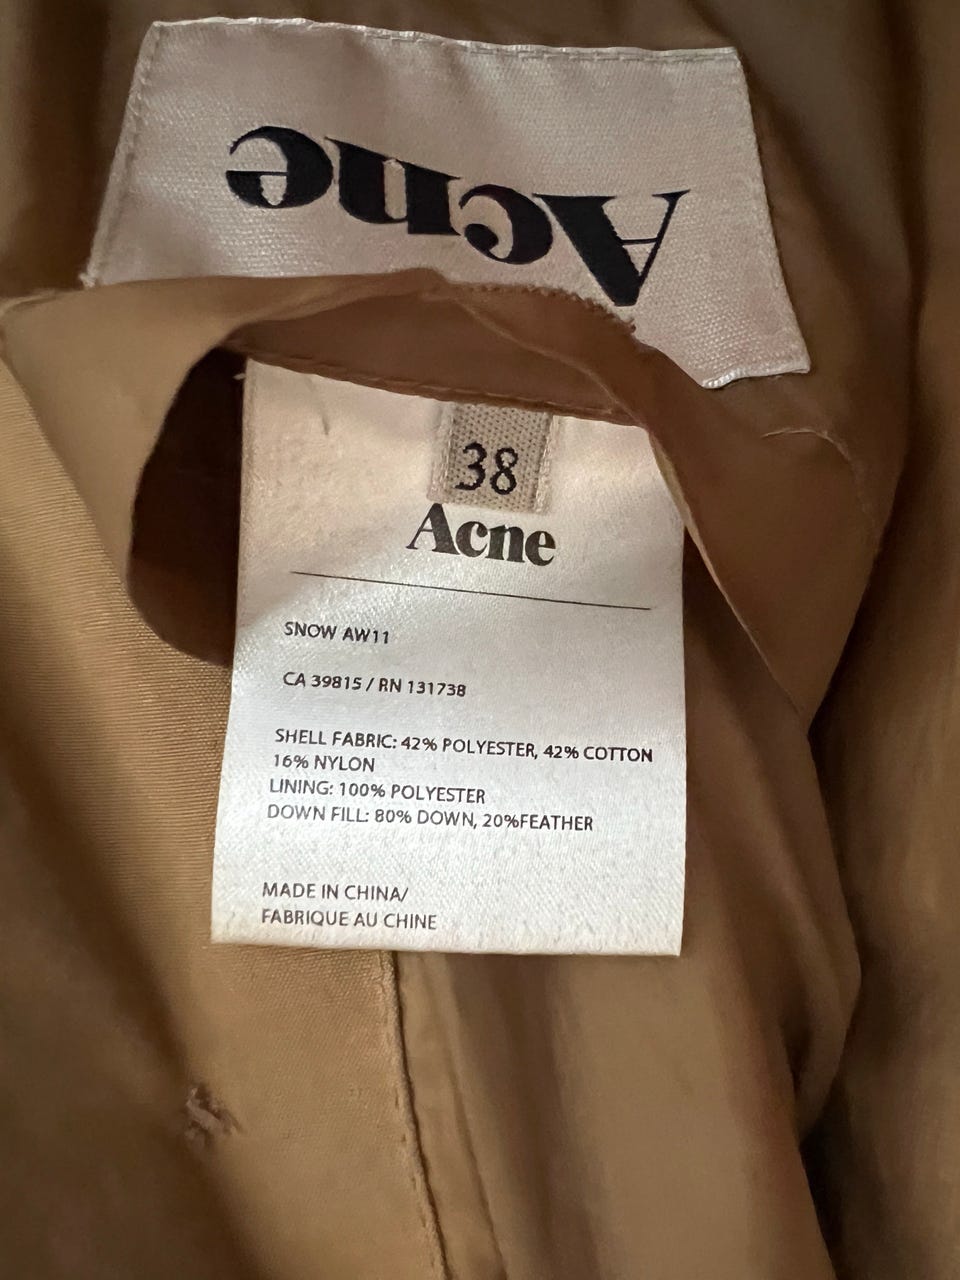 Acne
38
Acne
SNOW AW11
CA 39815 / RN 131738
SHELL FABRIC: 42% POLYESTER, 42% COTTON
16% NYLON
LINING: 100% POLYESTER
DOWN FILL: 80% DOWN, 20%FEATHER
MADE IN CHINA/
FABRIQUE AU CHINE